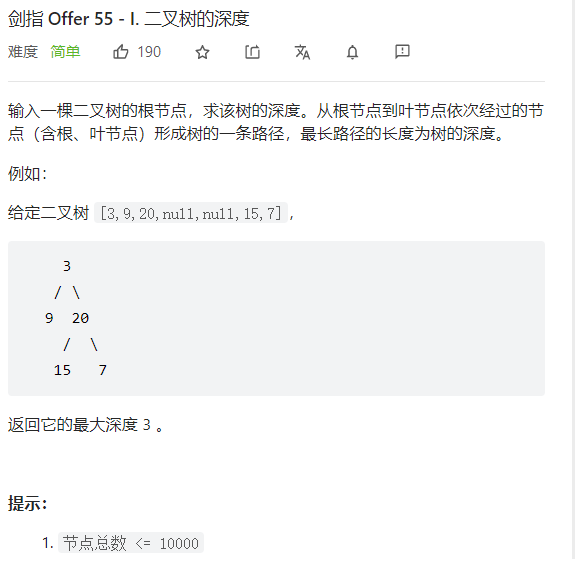 剑指 Offer 55 - I. 二叉树的深度
难度 简单 190
输入一棵二叉树的根节点，求该树的深度。从根节点到叶节点依次经过的节
点（含根、叶节点）形成树的一条路径，最长路径的长度为树的深度。
例如：
给定二叉树 [3,9,20,null,null,15,7]，
3
/ \
9 20
/ \
15 7
返回它的最大深度 3 。
提示：
1. 节点总数 <= 10000